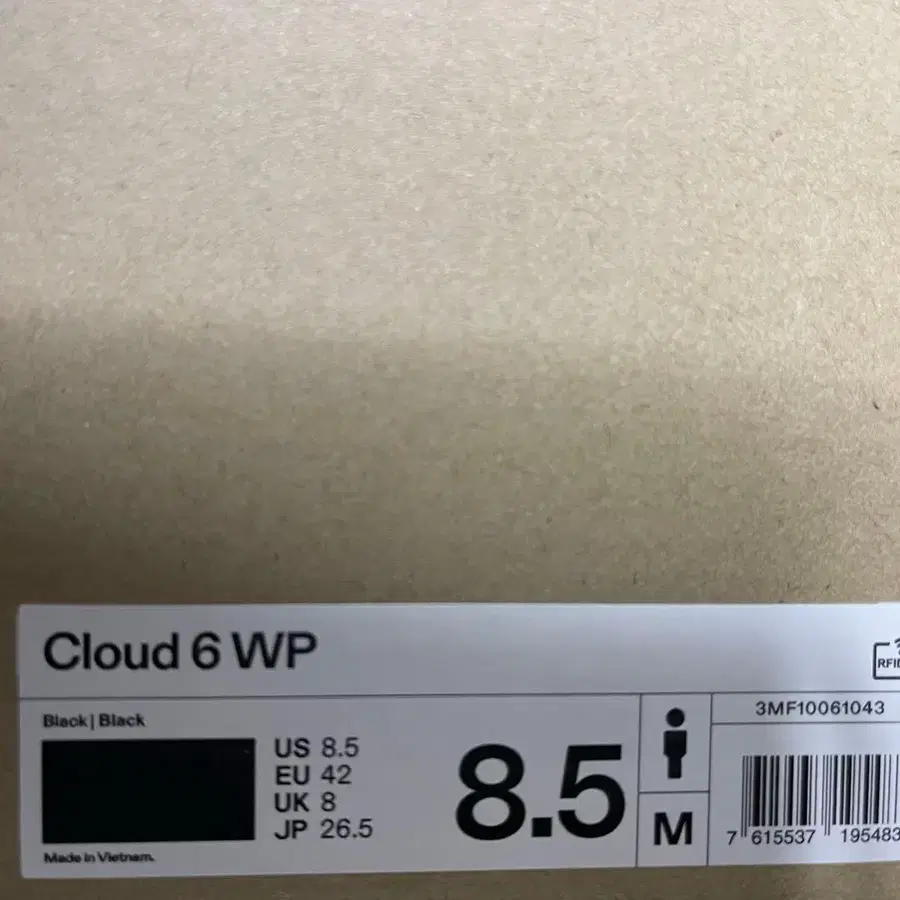 Cloud 6 WP
RFID
Black | Black
US 8.5
EU 42
UK 8
JP 26.5
8.5
M
3MF10061043
7 615537 195483
Made in Vietnam.